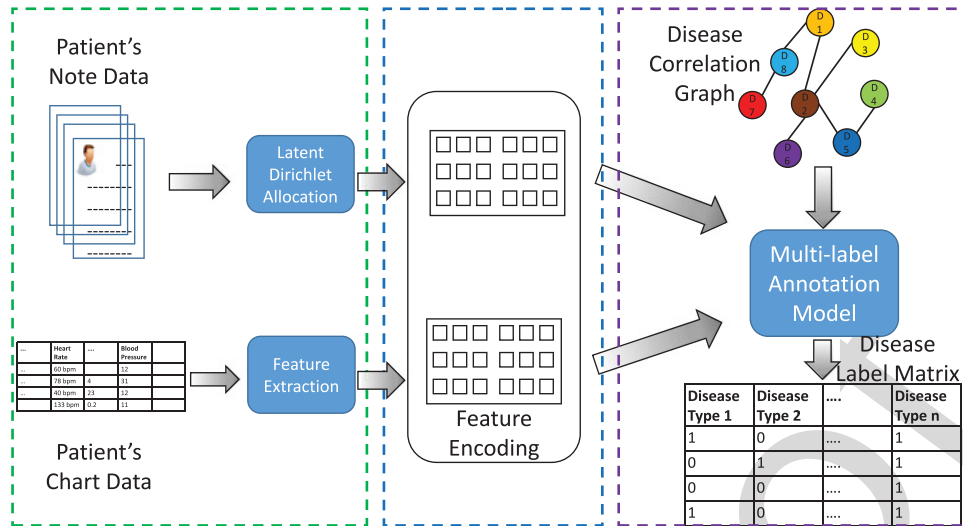 Patient's
Note Data
Latent
Dirichlet
Allocation
... Heart Rate .... Blood Pressure
... 60 bpm 12
... 78 bpm 4 31
... 40 bpm 23 12
133 bpm 0.2 11
Feature
Extraction
Patient's
Chart Data
Feature
Encoding
Disease
Correlation
Graph
D
1
D
3
D
8
D
4
D
7
D
2
D
5
D
6
Multi-label
Annotation
Model
Disease
Label Matrix
Disease Type 1 Disease Type 2 .... Disease Type n
1 0 .... 1
0 1 .... 1
0 0 .... 1
1 0 .... 1